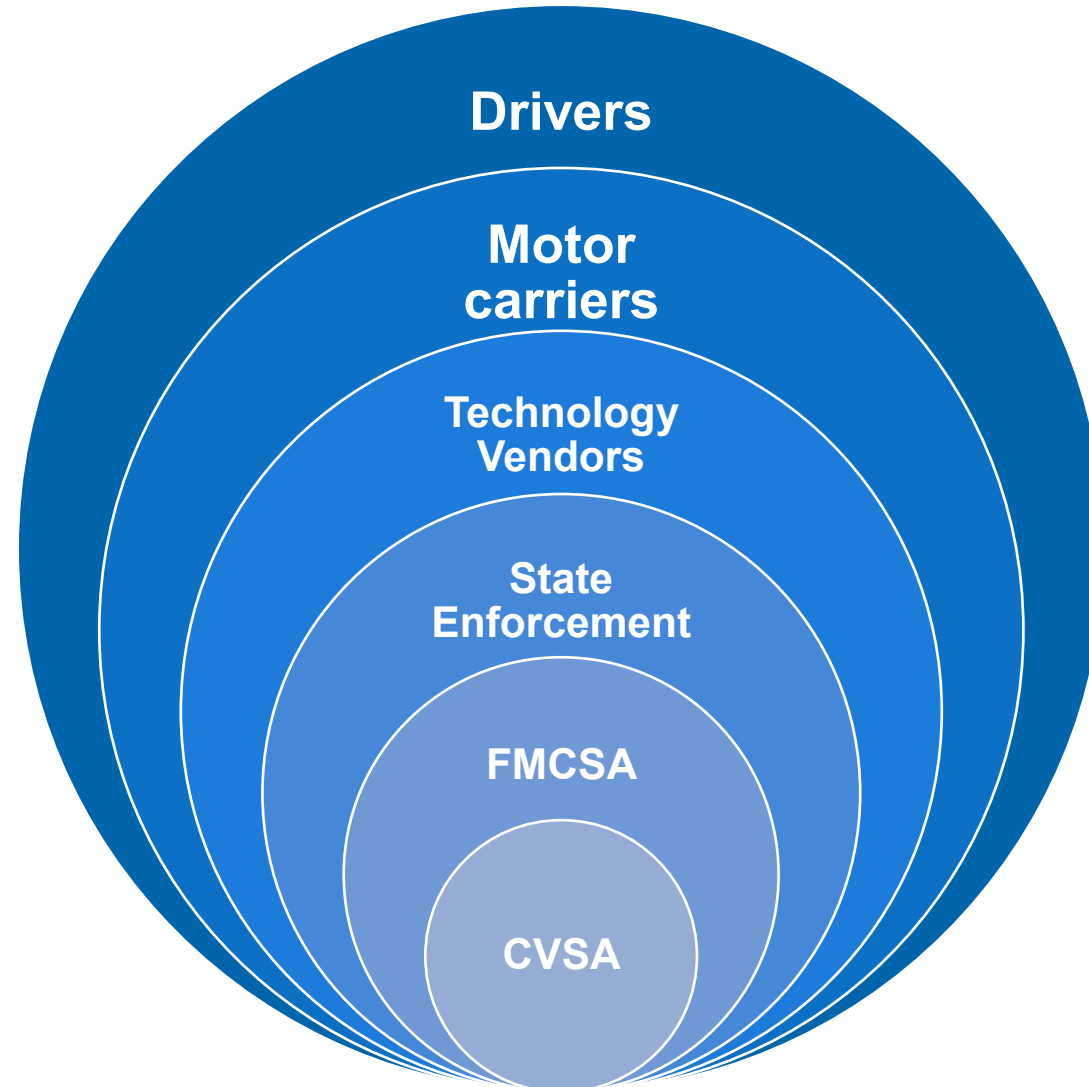 Drivers
Motor
carriers
Technology
Vendors
State
Enforcement
FMCSA
CVSA